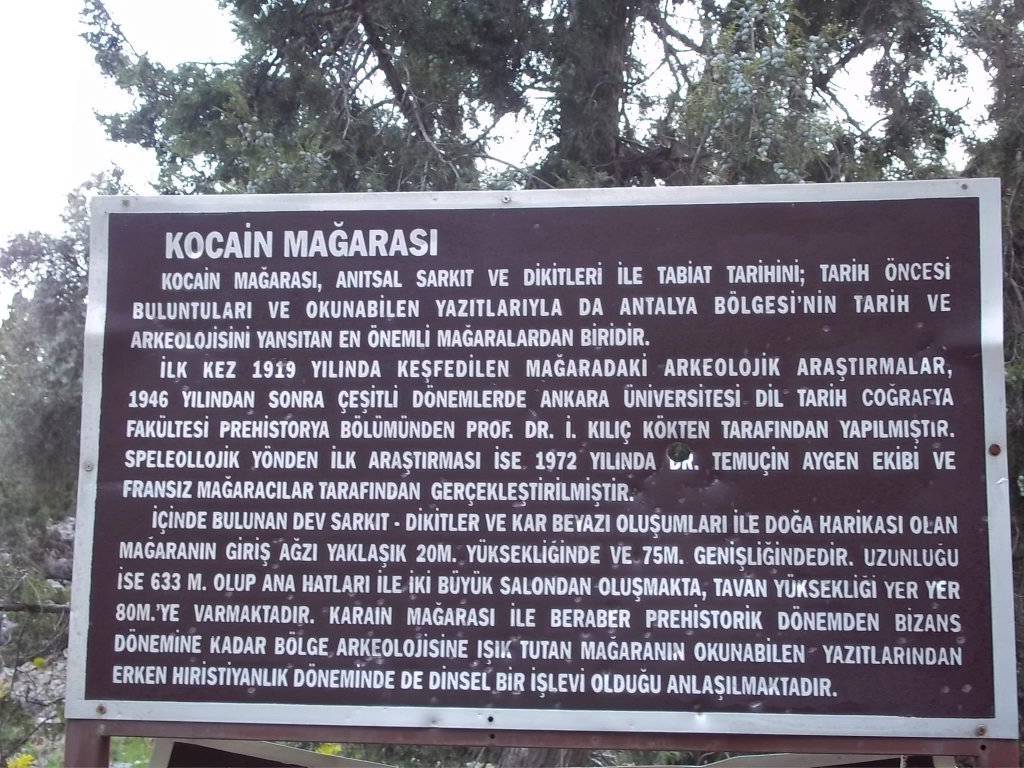 KOCAİN MAĞARASI
KOCAİN MAĞARASI, ANITSAL SARKIT VE DİKİTLERİ İLE TABİAT TARİHİNİ; TARİH ÖNCESİ
BULUNTULARI VE OKUNABİLEN YAZITLARIYLA DA ANTALYA BÖLGESİ'NİN TARİH VE
ARKEOLOJİSİNİ YANSITAN EN ÖNEMLİ MAĞARALARDAN BİRİDİR.
İLK KEZ 1919 YILINDA KEŞFEDİLEN MAĞARADAKİ ARKEOLOJİK ARAŞTIRMALAR,
1946 YILINDAN SONRA ÇEŞİTLİ DÖNEMLERDE ANKARA ÜNİVERSİTESİ DİL TARİH COĞRAFYA
FAKÜLTESİ PREHİSTORYA BÖLÜMÜNDEN PROF. DR. İ. KILIÇ KÖKTEN TARAFINDAN YAPILMIŞTIR.
SPELEOLLOJİK YÖNDEN İLK ARAŞTIRMASI İSE 1972 YILINDA DR. TEMUÇİN AYGEN EKİBİ VE
FRANSIZ MAĞARACILAR TARAFINDAN GERÇEKLEŞTİRİLMİŞTİR.
İÇİNDE BULUNAN DEV SARKIT - DİKİTLER VE KAR BEYAZI OLUŞUMLARI İLE DOĞA HARİKASI OLAN
MAĞARANIN GİRİŞ AĞZI YAKLAŞIK 20M. YÜKSEKLİĞİNDE VE 75M. GENİŞLİĞİNDEDİR. UZUNLUĞU
İSE 633 M. OLUP ANA HATLARI İLE İKİ BÜYÜK SALONDAN OLUŞMAKTA, TAVAN YÜKSEKLİĞİ YER YER
80M.'YE VARMAKTADIR. KARAİN MAĞARASI İLE BERABER PREHİSTORİK DÖNEMDEN BİZANS
DÖNEMİNE KADAR BÖLGE ARKEOLOJİSİNE IŞIK TUTAN MAĞARANIN OKUNABİLEN YAZITLARINDAN
ERKEN HIRİSTİYANLIK DÖNEMİNDE DE DİNSEL BİR İŞLEVİ OLDUĞU ANLAŞILMAKTADIR.